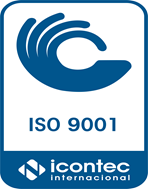 ISO 9001
icontec
internacional